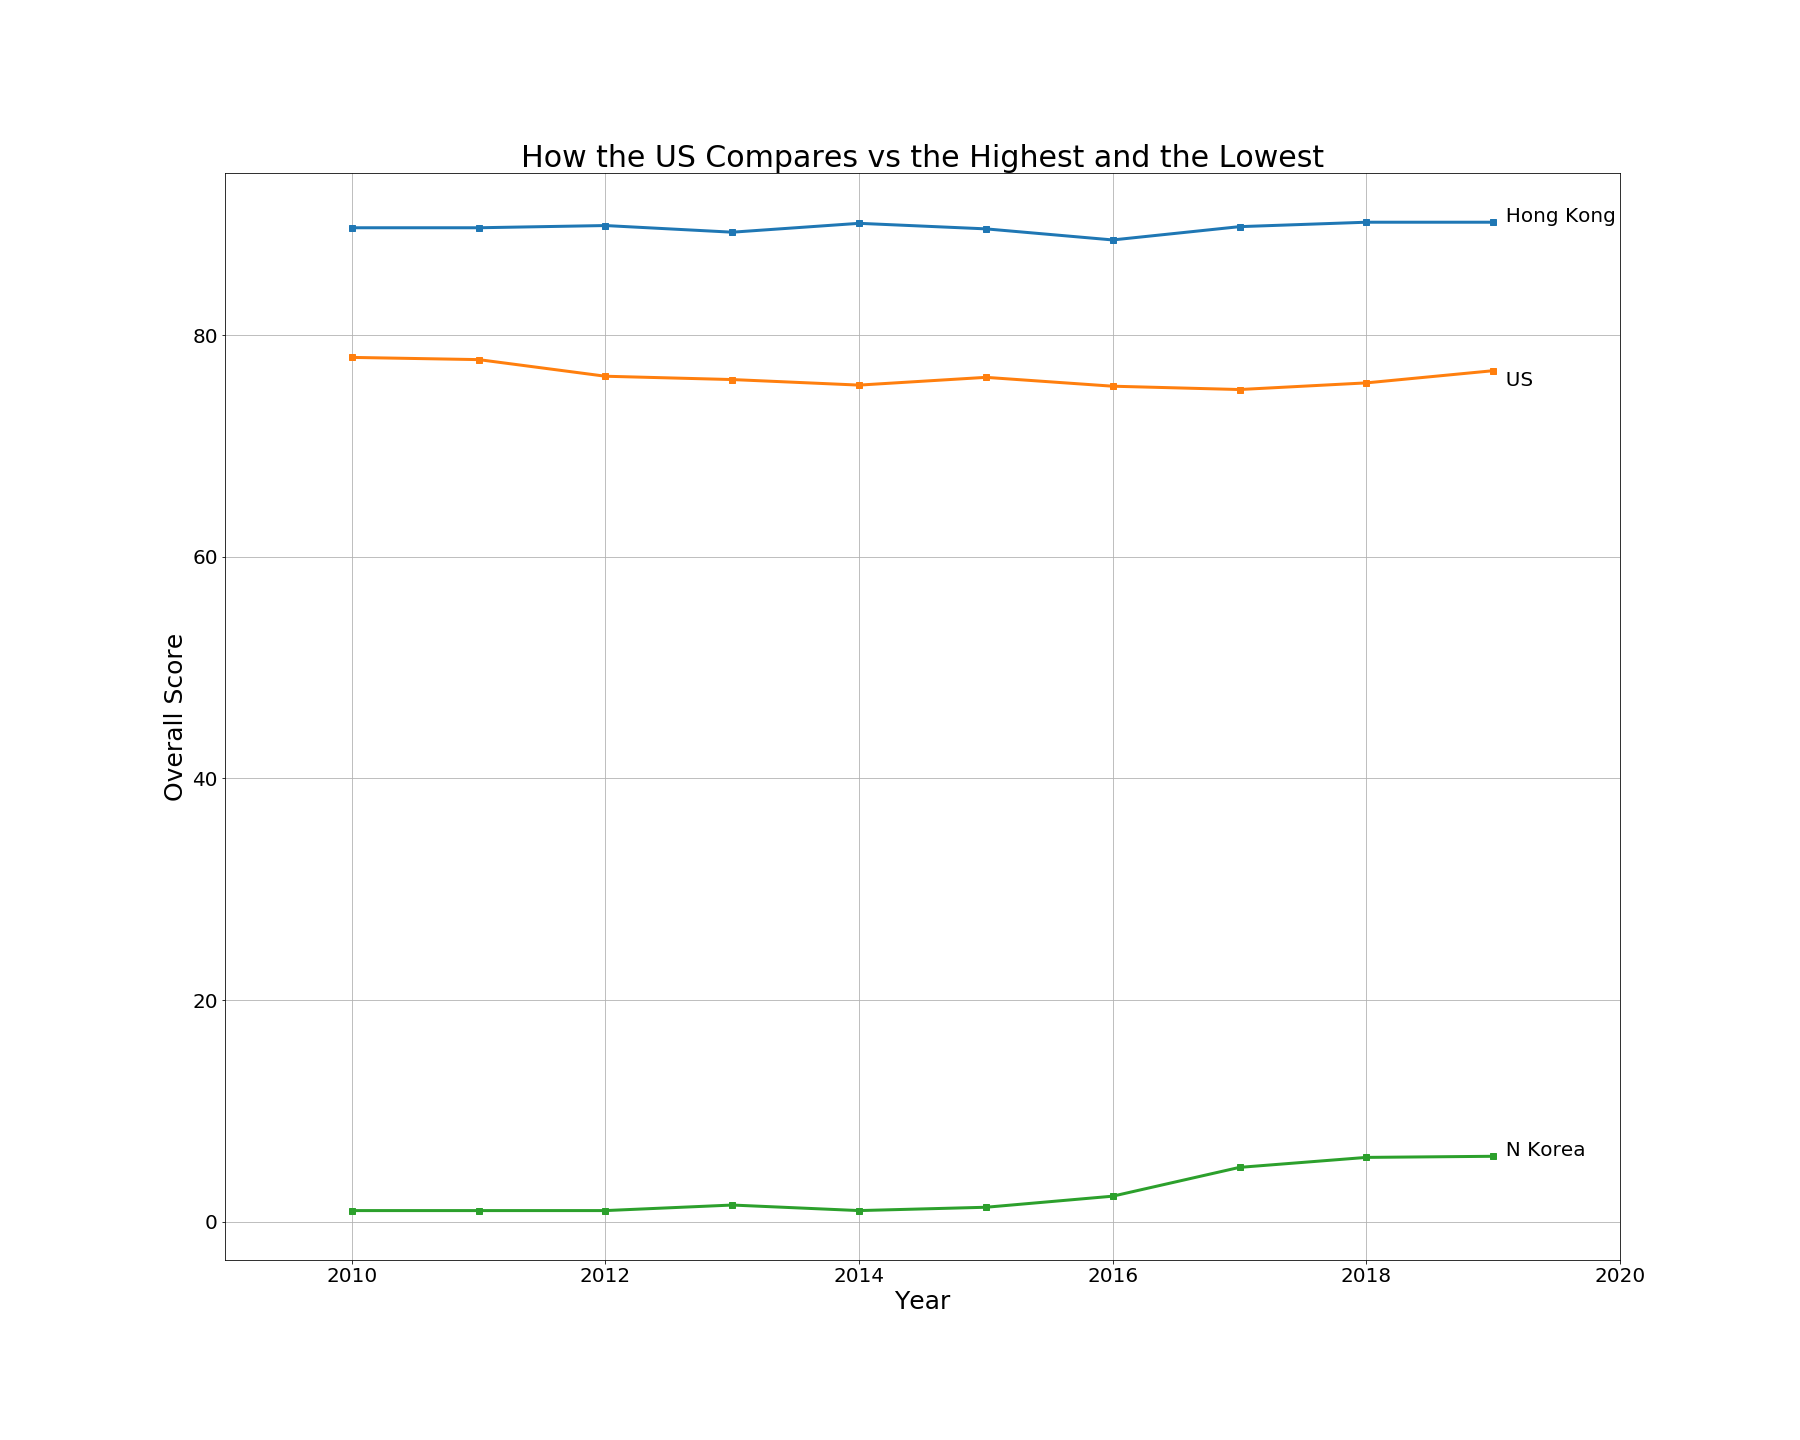 How the US Compares vs the Highest and the Lowest
Hong Kong
80
US
60
Overall Score
40
20
N Korea
0
2010 2012 2014 2016 2018 2020
Year